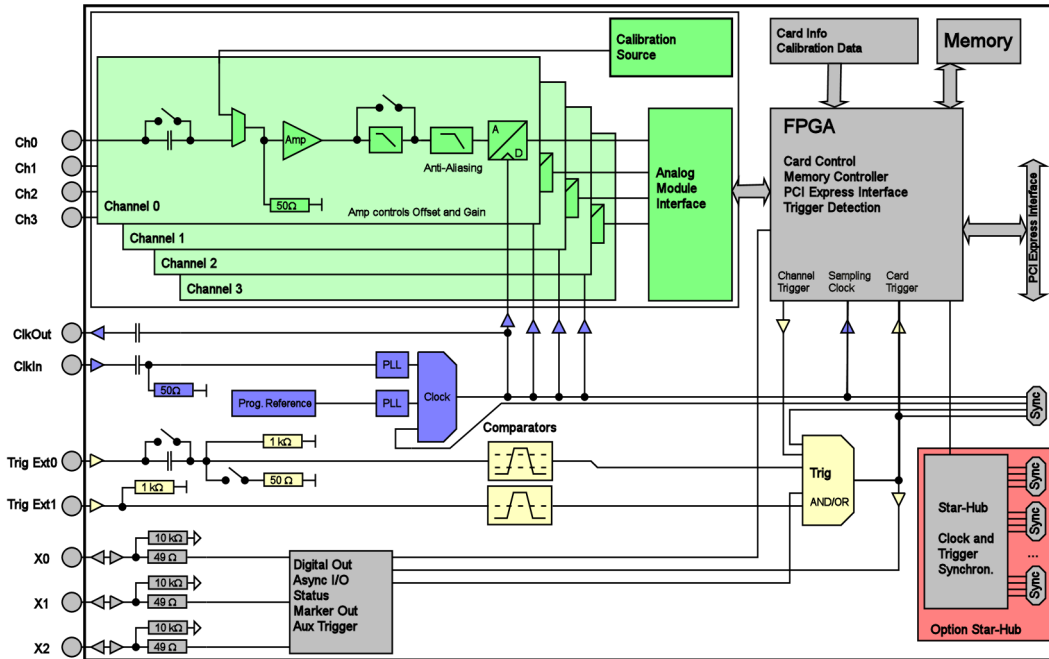 Calibration
Source
Card Info
Calibration Data
Memory
FPGA
Card Control
Memory Controller
PCI Express Interface
Trigger Detection
Channel
Trigger
Sampling
Clock
Card
Trigger
PCI Express Interface
Ch0
Ch1
Ch2
Ch3
Amp
A
D
Anti-Aliasing
50Ω
Amp controls Offset and Gain
Channel 0
Channel 1
Channel 2
Channel 3
Analog
Module
Interface
ClkOut
ClkIn
50Ω
PLL
Prog. Reference
PLL
Clock
Sync
Comparators
Trig Ext0
1 kΩ
50 Ω
Trig Ext1
1 kΩ
Trig
AND/OR
X0
10 kΩ
49 Ω
X1
10 kΩ
49 Ω
X2
10 kΩ
49 Ω
Digital Out
Async I/O
Status
Marker Out
Aux Trigger
Star-Hub
Clock and
Trigger
Synchron.
Sync
Sync
...
Sync
Option Star-Hub